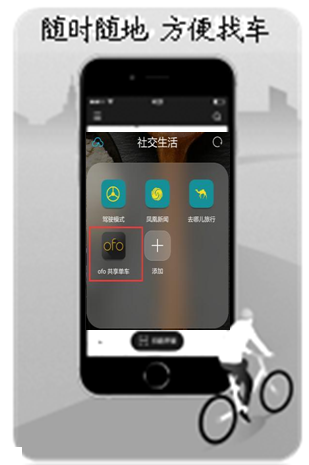 随时随地 方便找车
社交生活
驾驶模式 凤凰新闻 去哪儿旅行
ofo
ofo 共享单车 添加